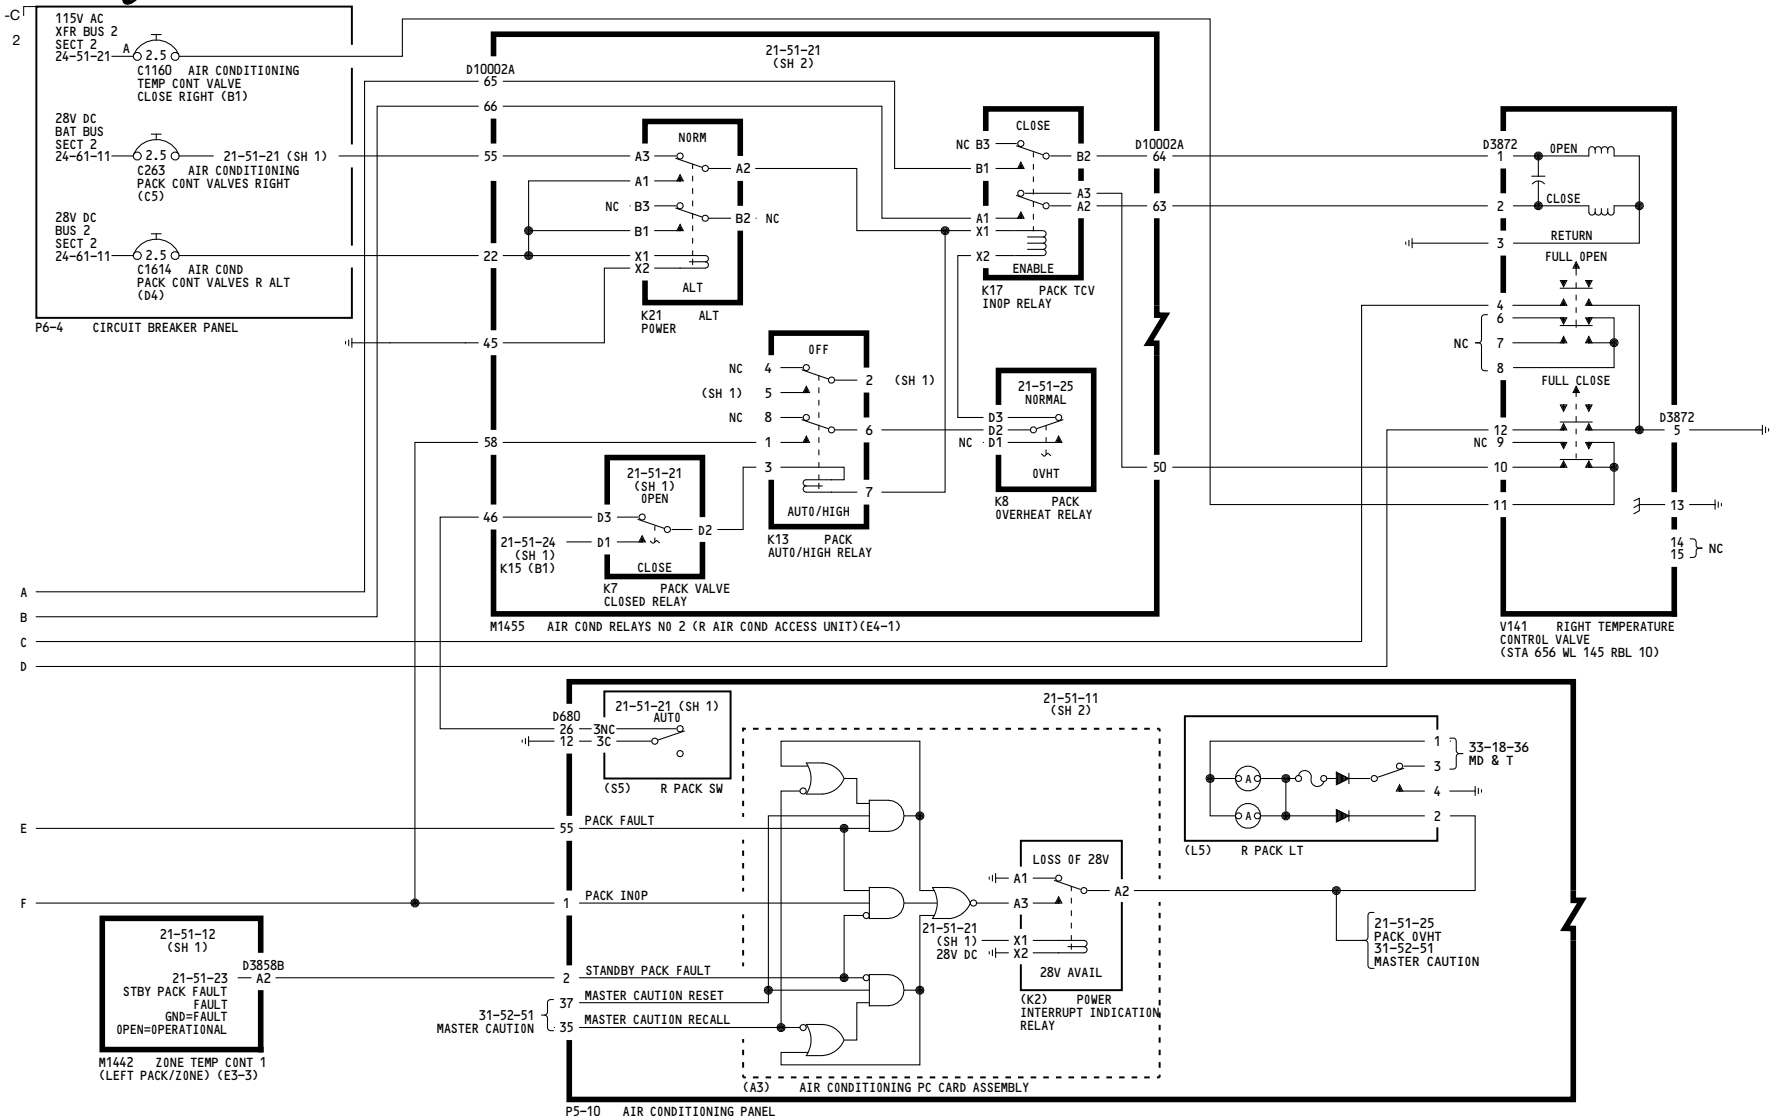 -C
2
115V AC
XFR BUS 2
SECT 2
24-51-21
A
2.5
C1160 AIR CONDITIONING
TEMP CONT VALVE
CLOSE RIGHT (B1)
28V DC
BAT BUS
SECT 2
24-61-11
2.5
21-51-21 (SH 1)
C263 AIR CONDITIONING
PACK CONT VALVES RIGHT
(C5)
28V DC
BUS 2
SECT 2
24-61-11
2.5
C1614 AIR COND
PACK CONT VALVES R ALT
(D4)
P6-4 CIRCUIT BREAKER PANEL
D10002A
65
66
55
22
45
58
46
21-51-21
(SH 2)
NORM
A3
A2
A1
NC B3
B2 NC
B1
X1
X2
ALT
K21 ALT
POWER
CLOSE
NC B3
B2
B1
A3
A2
A1
X1
X2
ENABLE
K17 PACK TCV
INOP RELAY
D10002A
64
63
50
OFF
NC 4
2 (SH 1)
(SH 1) 5
NC 8
6
1
3
7
AUTO/HIGH
K13 PACK
AUTO/HIGH RELAY
21-51-25
NORMAL
D3
D2
NC D1
OVHT
K8 PACK
OVERHEAT RELAY
21-51-21
(SH 1)
OPEN
D3
D2
D1
CLOSE
21-51-24
(SH 1)
K15 (B1)
K7 PACK VALVE
CLOSED RELAY
M1455 AIR COND RELAYS NO 2 (R AIR COND ACCESS UNIT)(E4-1)
D3872
1
OPEN
2
CLOSE
3
RETURN
FULL OPEN
4
6
NC
7
8
FULL CLOSE
12
NC 9
10
11
D3872
5
13
14
15
NC
V141 RIGHT TEMPERATURE
CONTROL VALVE
(STA 656 WL 145 RBL 10)
A
B
C
D
E
F
21-51-11
(SH 2)
D680
26
12
21-51-21 (SH 1)
AUTO
3NC
3C
(S5) R PACK SW
55 PACK FAULT
1 PACK INOP
2 STANDBY PACK FAULT
37 MASTER CAUTION RESET
35 MASTER CAUTION RECALL
31-52-51
MASTER CAUTION
21-51-12
(SH 1)
D3858B
21-51-23
A2
STBY PACK FAULT
FAULT
GND=FAULT
OPEN=OPERATIONAL
M1442 ZONE TEMP CONT 1
(LEFT PACK/ZONE) (E3-3)
LOSS OF 28V
A1
A2
A3
21-51-21
(SH 1)
28V DC
X1
X2
28V AVAIL
(K2) POWER
INTERRUPT INDICATION
RELAY
(A3) AIR CONDITIONING PC CARD ASSEMBLY
A
A
1
3
4
2
33-18-36
MD & T
(L5) R PACK LT
21-51-25
PACK OVHT
31-52-51
MASTER CAUTION
P5-10 AIR CONDITIONING PANEL